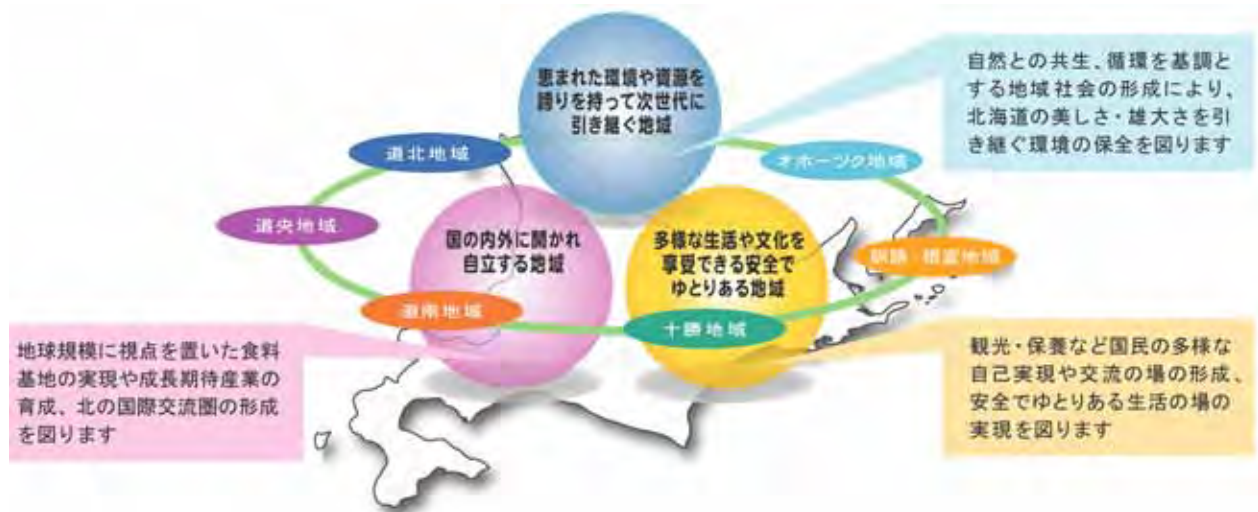 恵まれた環境や資源を
誇りを持って次世代に
引き継ぐ地域
自然との共生、循環を基調と
する地域社会の形成により、
北海道の美しさ・雄大さを引
き継ぐ環境の保全を図ります
道北地域
オホーツク地域
道央地域
国の内外に開かれ
自立する地域
多様な生活や文化を
享受できる安全で
ゆとりある地域
釧路・根室地域
道南地域
十勝地域
地球規模に視点を置いた食料
基地の実現や成長期待産業の
育成、北の国際交流圏の形成
を図ります
観光・保養など国民の多様な
自己実現や交流の場の形成、
安全でゆとりある生活の場の
実現を図ります